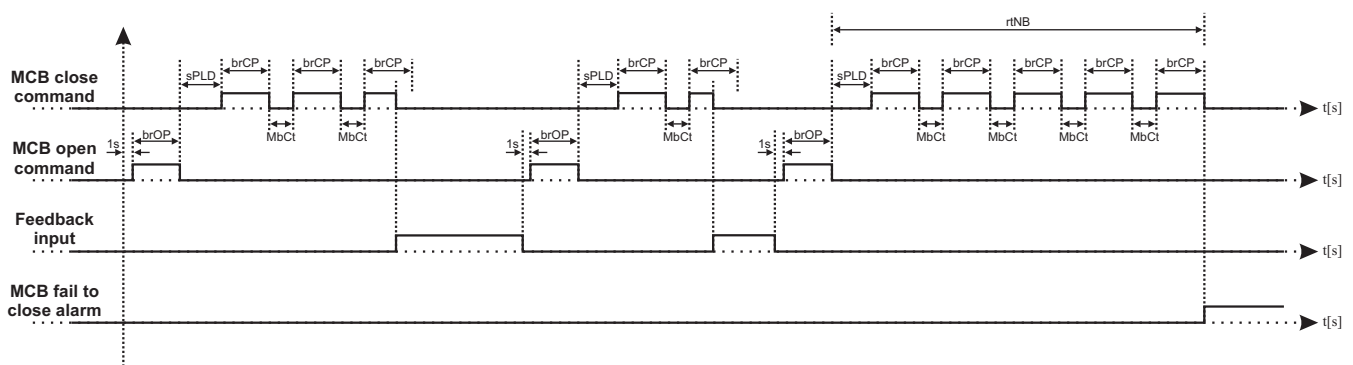 rtNB
brCP brCP brCP brCP brCP brCP brCP brCP brCP brCP
sPLD sPLD sPLD
MCB close
command
t[s]
MbCt MbCt MbCt MbCt MbCt MbCt MbCt
1s brOP 1s brOP 1s brOP
MCB open
command
t[s]
Feedback
input
t[s]
MCB fail to
close alarm
t[s]